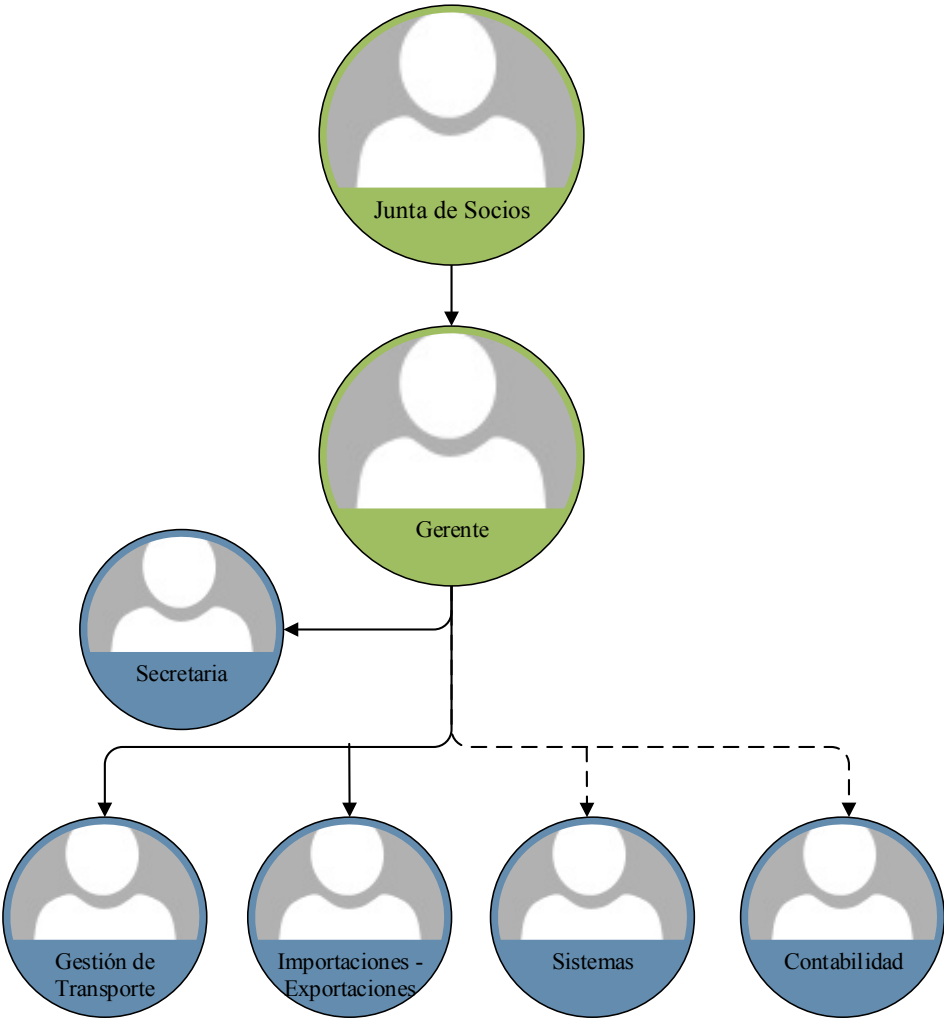 Junta de Socios
Gerente
Secretaria
Gestión de
Transporte
Importaciones -
Exportaciones
Sistemas
Contabilidad